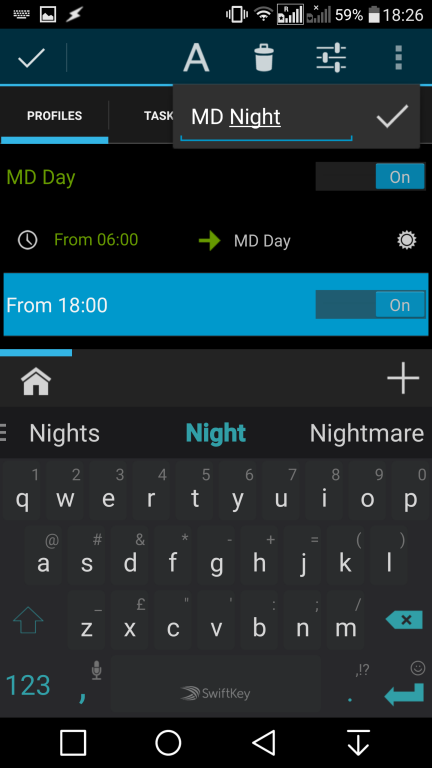 59% 18:26
A
PROFILES TASK
MD Night
MD Day On
From 06:00 MD Day
From 18:00 On
Nights Night Nightmare
1 2 3 4 5 6 7 8 9 0
q w e r t y u i o p
@ # & * - + = ( )
a s d f g h j k l
_ £ " ' : ; /
z x c v b n m
123 , SwiftKey ,!? .